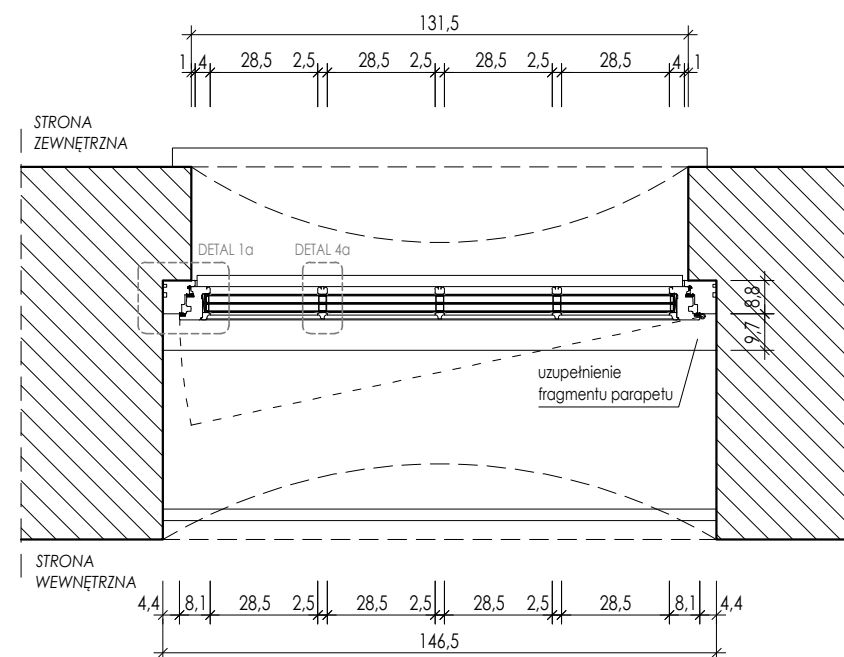 131,5
1 4 28,5 2,5 28,5 2,5 28,5 2,5 28,5 4 1
STRONA
ZEWNĘTRZNA
DETAL 1a DETAL 4a
8,8
9,7
uzupełnienie
fragmentu parapetu
STRONA
WEWNĘTRZNA
4,4 8,1 28,5 2,5 28,5 2,5 28,5 2,5 28,5 8,1 4,4
146,5